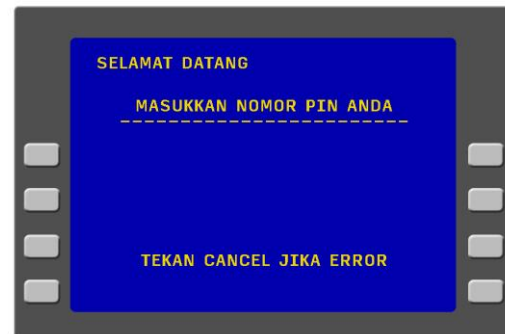 SELAMAT DATANG
MASUKKAN NOMOR PIN ANDA
------------------------
TEKAN CANCEL JIKA ERROR